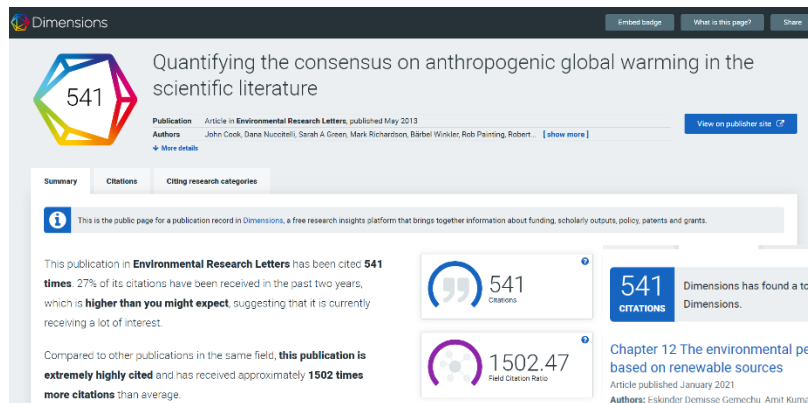 Dimensions
Embed badge
What is this page?
Share
541
Quantifying the consensus on anthropogenic global warming in the
scientific literature
Publication Article in Environmental Research Letters, published May 2013
Authors John Cook, Dana Nuccitelli, Sarah A Green, Mark Richardson, Bärbel Winkler, Rob Painting, Robert... [ show more ]
More details
View on publisher site
Summary
Citations
Citing research categories
This is the public page for a publication record in Dimensions, a free research insights platform that brings together information about funding, scholarly outputs, policy, patents and grants.
This publication in Environmental Research Letters has been cited 541
times. 27% of its citations have been received in the past two years,
which is higher than you might expect, suggesting that it is currently
receiving a lot of interest.
Compared to other publications in the same field, this publication is
extremely highly cited and has received approximately 1502 times
more citations than average.
541
Citations
?
1502.47
Field Citation Ratio
?
541
CITATIONS
Dimensions has found a to
Dimensions.
Chapter 12 The environmental pe
based on renewable sources
Article published January 2021
Authors: Eskinder Demisse Gemechu, Amit Kuma